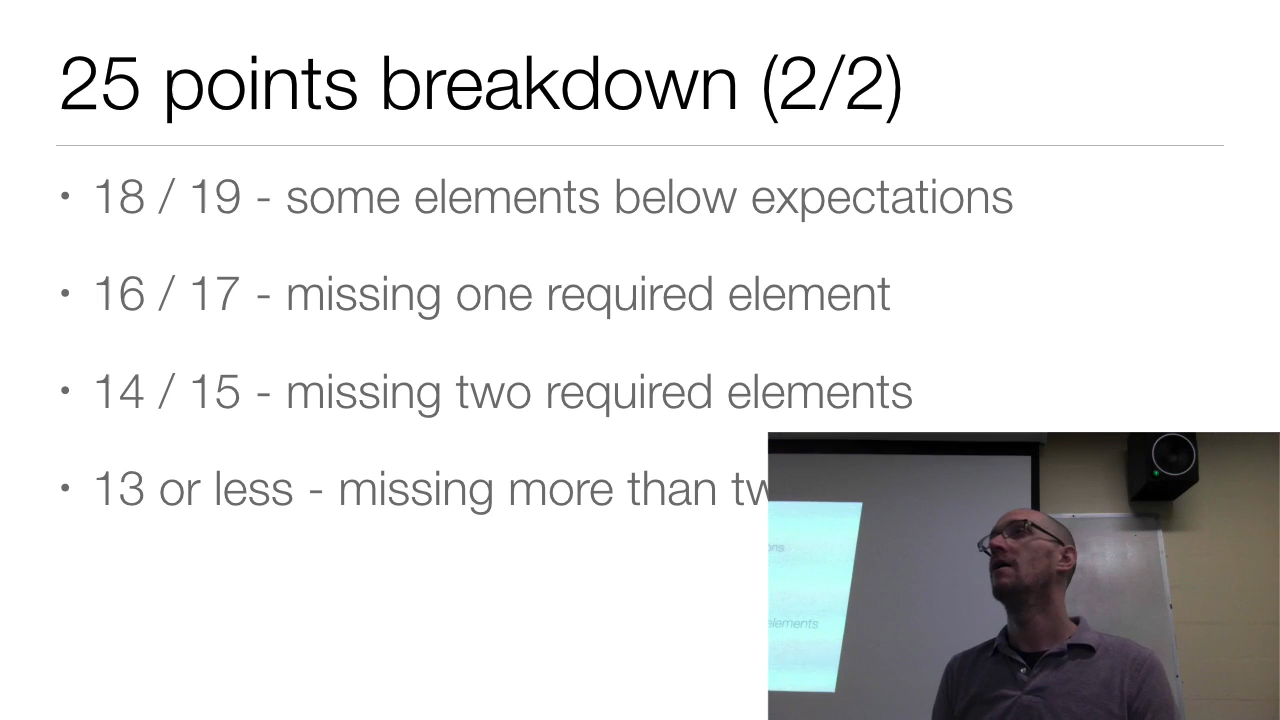 25 points breakdown (2/2)
• 18 / 19 - some elements below expectations
• 16 / 17 - missing one required element
• 14 / 15 - missing two required elements
• 13 or less - missing more than
elements